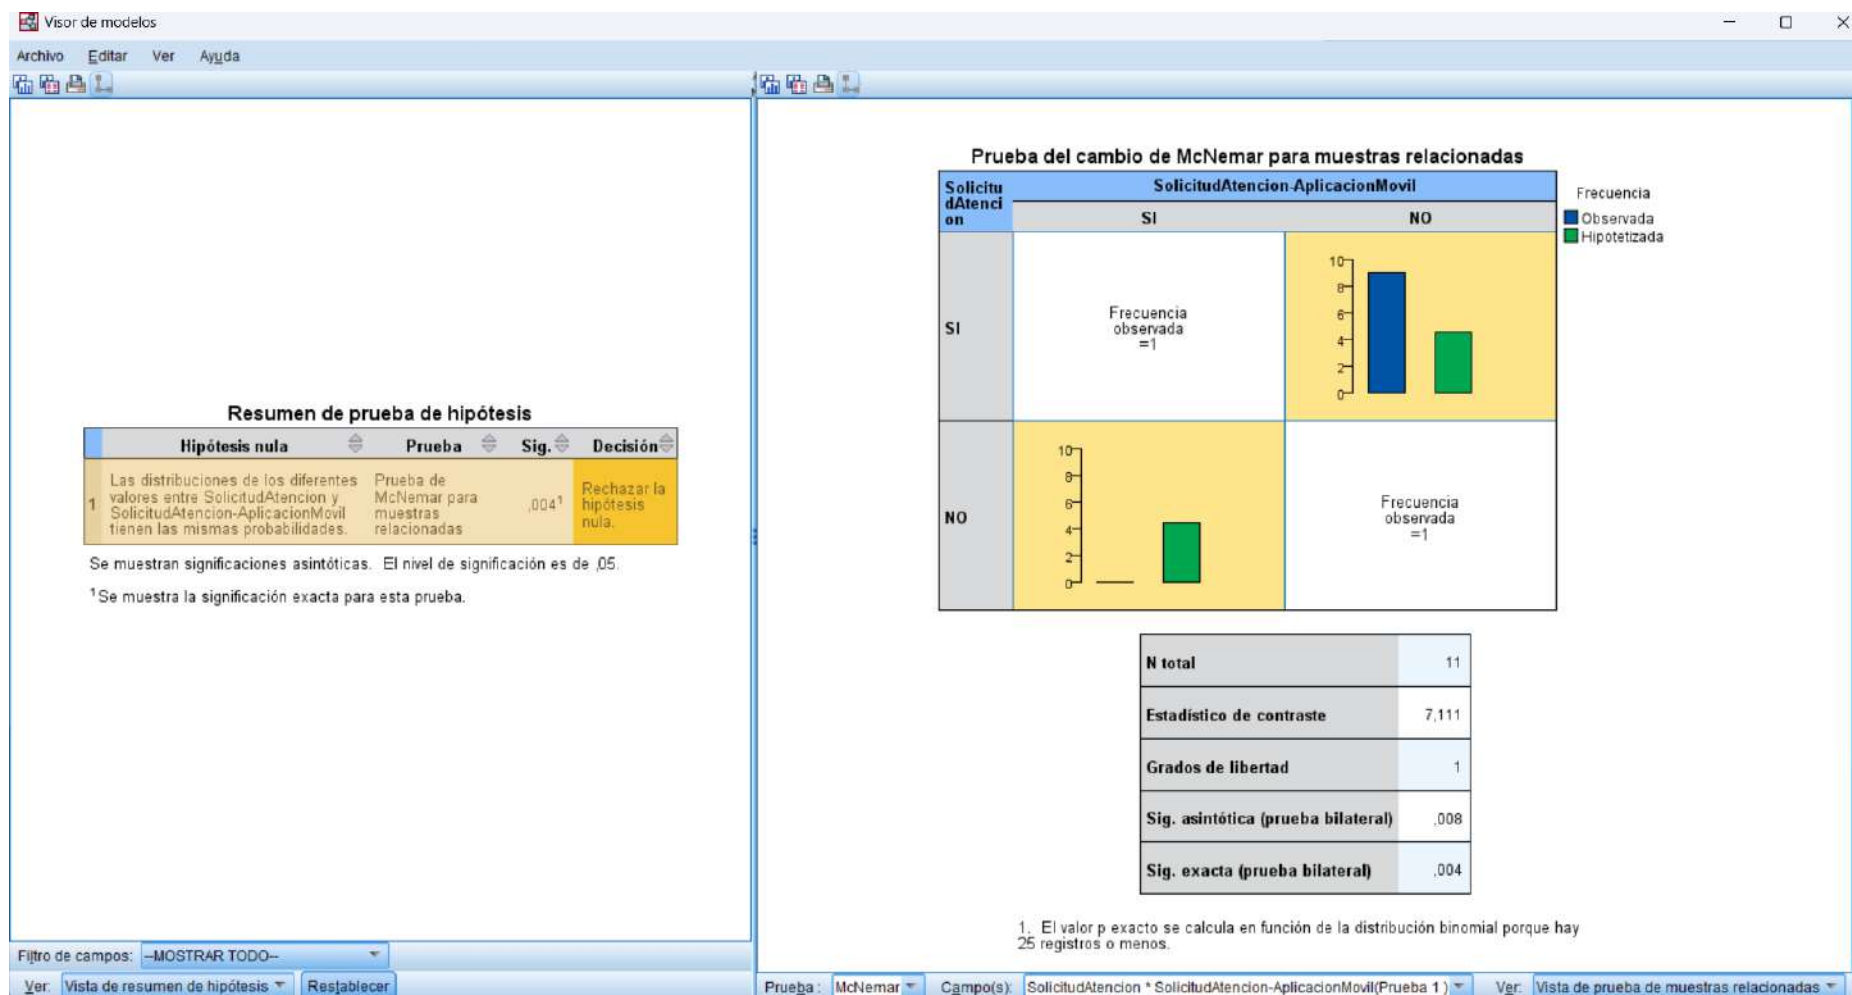 Visor de modelos
Archivo Editar Ver Ayuda
Resumen de prueba de hipótesis
Hipótesis nula Prueba Sig. Decisión
1 Las distribuciones de los diferentes valores entre SolicitudAtencion y SolicitudAtencion-AplicacionMovil tienen las mismas probabilidades. Prueba de McNemar para muestras relacionadas ,004¹ Rechazar la hipótesis nula.
Se muestran significaciones asintóticas. El nivel de significación es de ,05.
¹Se muestra la significación exacta para esta prueba.
Filtro de campos: --MOSTRAR TODO--
Ver: Vista de resumen de hipótesis Restablecer
Prueba del cambio de McNemar para muestras relacionadas
Solicitu
dAtenci
on
SolicitudAtencion-AplicacionMovil
SI NO
Frecuencia
Observada
Hipotetizada
SI
Frecuencia
observada
=1
10
8
6
4
2
0
NO
10
8
6
4
2
0
Frecuencia
observada
=1
N total 11
Estadístico de contraste 7,111
Grados de libertad 1
Sig. asintótica (prueba bilateral) ,008
Sig. exacta (prueba bilateral) ,004
1. El valor p exacto se calcula en función de la distribución binomial porque hay
25 registros o menos.
Prueba: McNemar Campo(s): SolicitudAtencion * SolicitudAtencion-AplicacionMovil(Prueba 1) Ver: Vista de prueba de muestras relacionadas